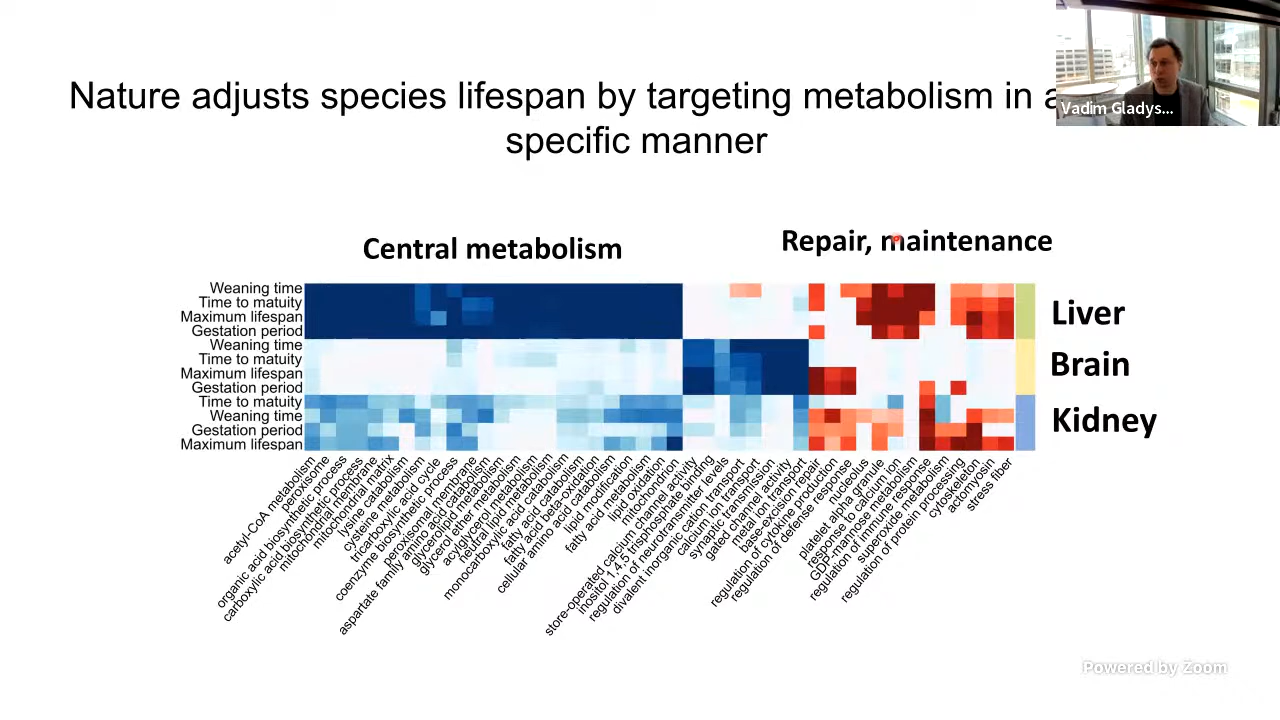 Nature adjusts species lifespan by targeting metabolism in a
specific manner
Vadim Gladys...
Central metabolism
Repair, maintenance
Weaning time
Time to matuity
Maximum lifespan
Gestation period
Weaning time
Time to matuity
Maximum lifespan
Gestation period
Time to matuity
Weaning time
Gestation period
Maximum lifespan
Liver
Brain
Kidney
acetyl-CoA metabolism
peroxisome
organic acid biosynthetic process
carboxylic acid biosynthetic process
mitochondrial membrane
mitochondrial matrix
lysine catabolism
cysteine metabolism
tricarboxylic acid cycle
coenzyme biosynthetic process
peroxisomal membrane
aspartate family amino acid catabolism
glycerolipid metabolism
glycerol ether metabolism
acylglycerol metabolism
neutral lipid metabolism
monocarboxylic acid catabolism
fatty acid catabolism
fatty acid beta-oxidation
cellular amino acid catabolism
lipid modification
fatty acid metabolism
lipid oxidation
mitochondrion
store-operated calcium channel activity
inositol 1,4,5 trisphosphate binding
regulation of neurotransmitter levels
divalent inorganic cation transport
calcium ion transport
synaptic transmission
gated channel activity
metal ion transport
base-excision repair
regulation of cytokine production
regulation of defense response
nucleolus
platelet alpha granule
response to calcium ion
GDP-mannose metabolism
regulation of immune response
superoxide metabolism
regulation of protein processing
cytoskeleton
actomyosin
stress fiber
Powered by Zoom